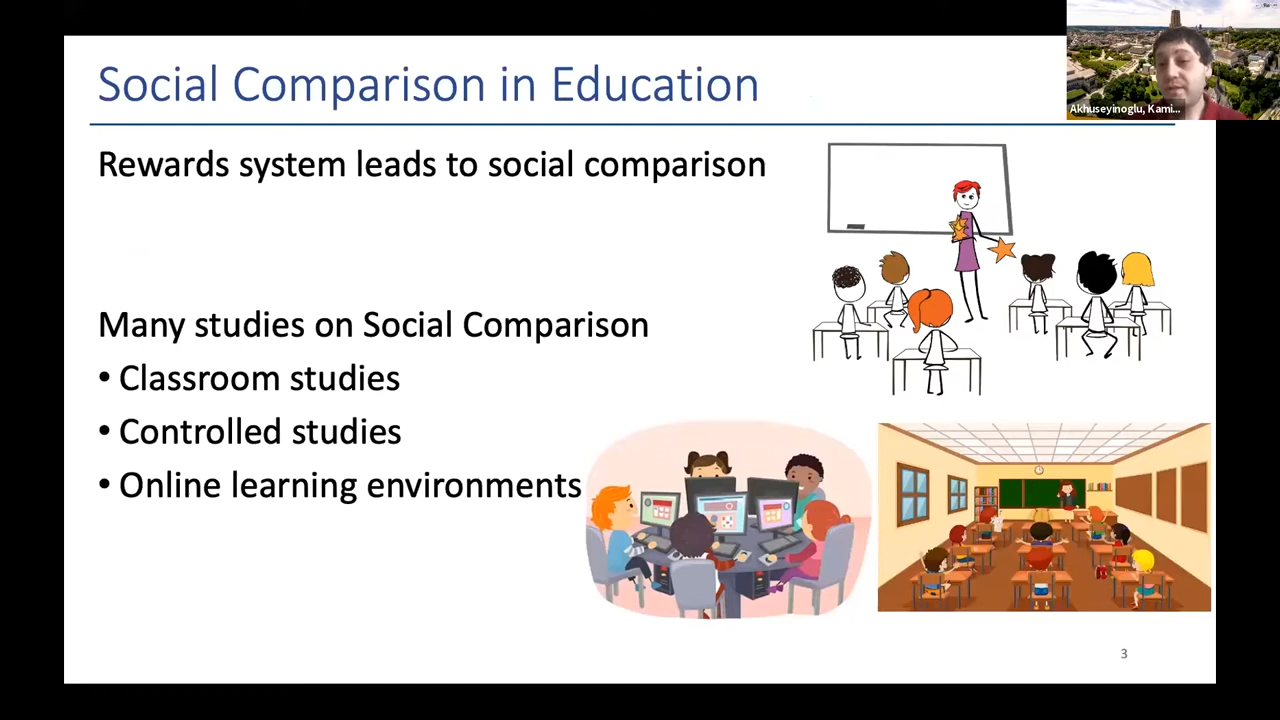 Social Comparison in Education
Akhuseyinoglu, Kami...
Rewards system leads to social comparison
Many studies on Social Comparison
• Classroom studies
• Controlled studies
• Online learning environments
3